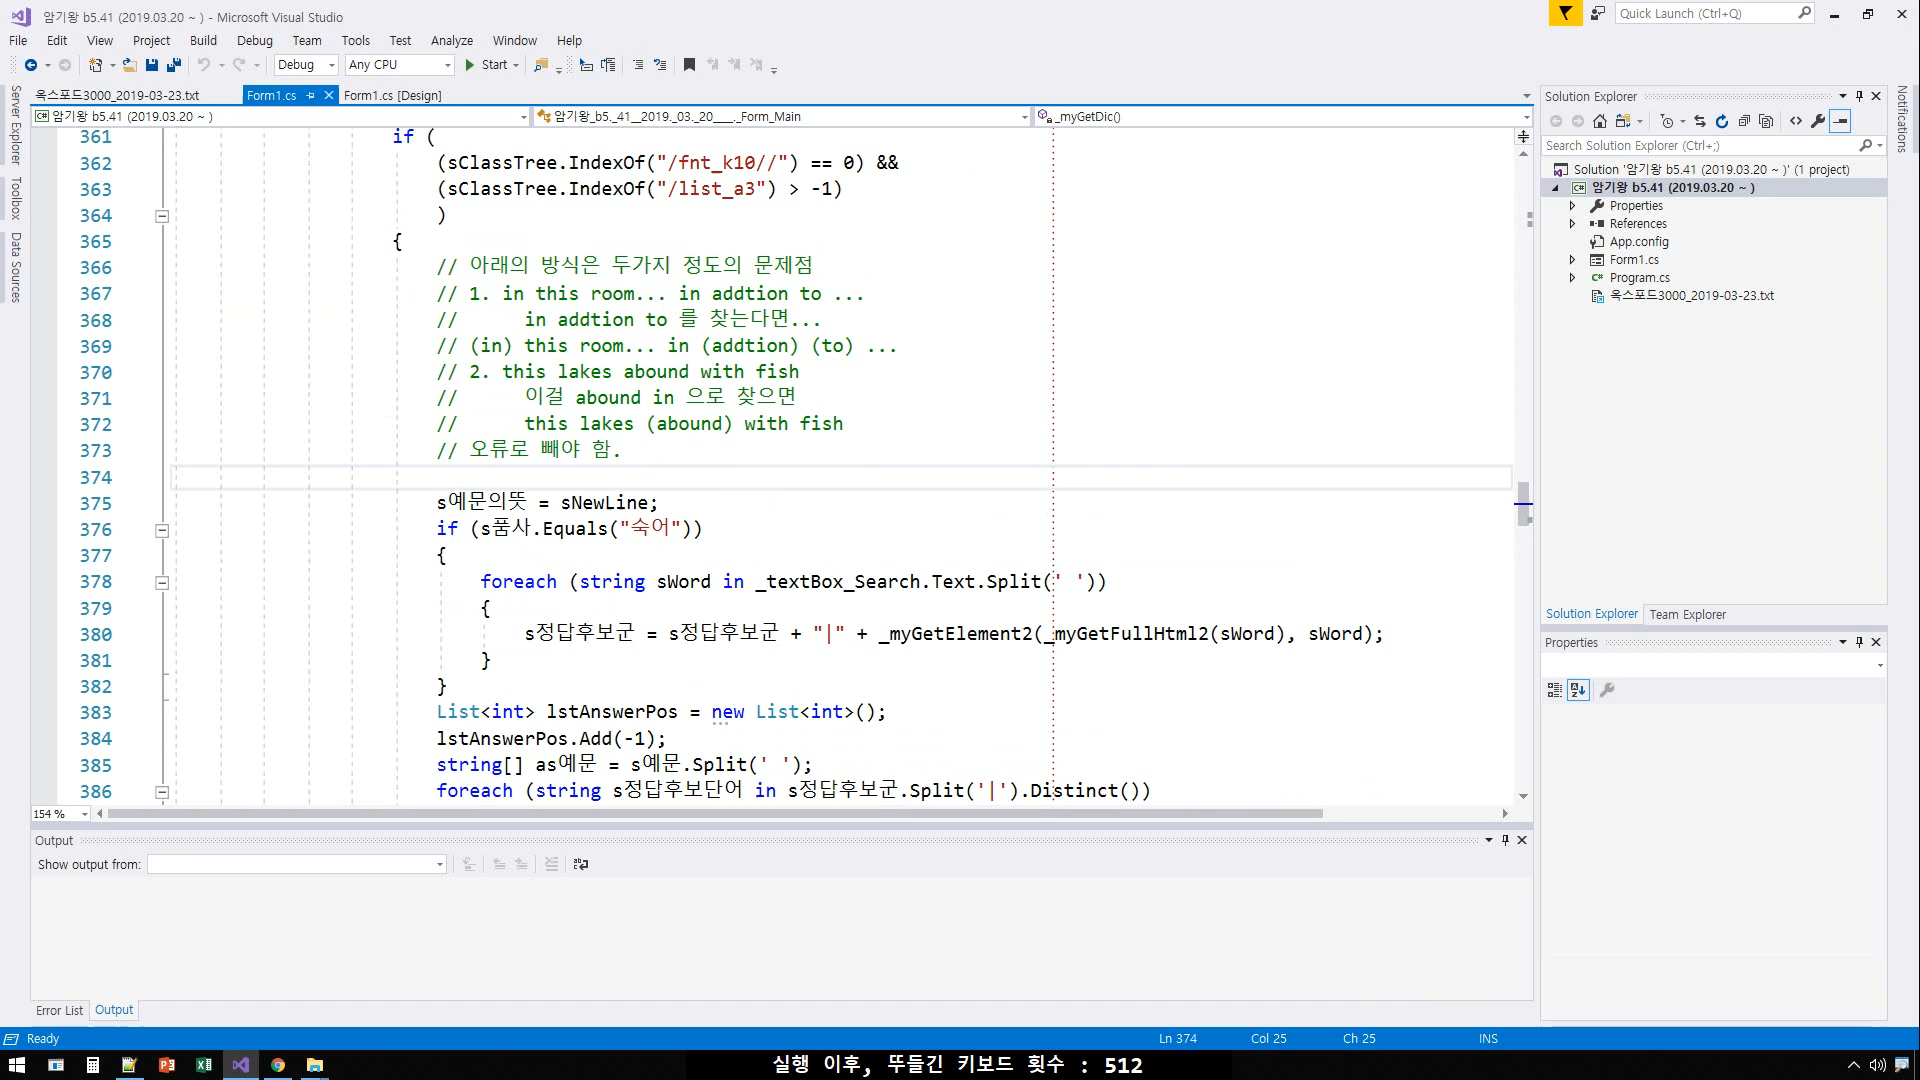 암기왕 b5.41 (2019.03.20 ~ ) - Microsoft Visual Studio
Quick Launch (Ctrl+Q)
File Edit View Project Build Debug Team Tools Test Analyze Window Help
Debug Any CPU Start
옥스포드3000_2019-03-23.txt Form1.cs Form1.cs [Design]
암기왕 b5.41 (2019.03.20 ~ ) 암기왕_b5._41__2019._03._20___._Form_Main _myGetDic()
361 if (
362 (sClassTree.IndexOf("/fnt_k10//") == 0) &&
363 (sClassTree.IndexOf("/list_a3") > -1)
364 )
365 {
366 // 아래의 방식은 두가지 정도의 문제점
367 // 1. in this room... in addtion to ...
368 // in addtion to 를 찾는다면...
369 // (in) this room... in (addtion) (to) ...
370 // 2. this lakes abound with fish
371 // 이걸 abound in 으로 찾으면
372 // this lakes (abound) with fish
373 // 오류로 빼야 함.
374
375 s예문의뜻 = sNewLine;
376 if (s품사.Equals("숙어"))
377 {
378 foreach (string sWord in _textBox_Search.Text.Split(' '))
379 {
380 s정답후보군 = s정답후보군 + "|" + _myGetElement2(_myGetFullHtml2(sWord), sWord);
381 }
382 }
383 List<int> lstAnswerPos = new List<int>();
384 lstAnswerPos.Add(-1);
385 string[] as예문 = s예문.Split(' ');
386 foreach (string s정답후보단어 in s정답후보군.Split('|').Distinct())
154 %
Output
Show output from:
Error List Output
Ready Ln 374 Col 25 Ch 25 INS
실행 이후, 뚜들긴 키보드 횟수 : 512
Server Explorer
Toolbox
Data Sources
Solution Explorer
Search Solution Explorer (Ctrl+;)
Solution '암기왕 b5.41 (2019.03.20 ~ )' (1 project)
암기왕 b5.41 (2019.03.20 ~ )
Properties
References
App.config
Form1.cs
Program.cs
옥스포드3000_2019-03-23.txt
Solution Explorer Team Explorer
Properties
Notifications